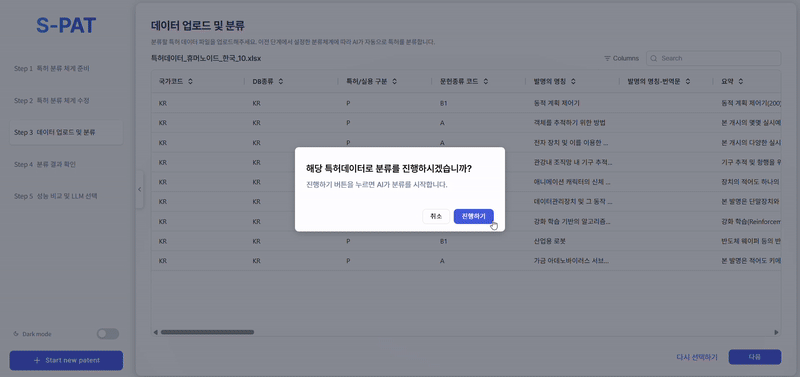 S-PAT
Step 1 특허 분류 체계 준비
Step 2 특허 분류 체계 수정
Step 3 데이터 업로드 및 분류
Step 4 분류 결과 확인
Step 5 성능 비교 및 LLM 선택
Dark mode
+ Start new patent
데이터 업로드 및 분류
분류할 특허 데이터 파일을 업로드해주세요. 이전 단계에서 설정한 분류체계에 따라 AI가 자동으로 특허를 분류합니다.
특허데이터_휴머노이드_한국_10.xlsx
Columns
Search
국가코드 DB종류 특허/실용 구분 문헌종류 코드 발명의 명칭 발명의 명칭-번역문 요약
KR KR P B1 동적 계획 제어기 동적 계획 제어기(200)
KR KR P A 객체를 추적하기 위한 방법 본 개시의 몇몇 실시예
KR KR P A 전자 장치 및 이를 이용한 ... 본 개시의 다양한 실시
KR 관강내 조직망 내 기구 추적... 기구 추적 및 항행을 위
KR 애니메이션 캐릭터의 신체 ... 장치의 적어도 하나의
KR 데이터관리장치 및 그 동작 ... 본 발명은 단말장치와
KR 강화 학습 기반의 알고리즘... 강화 학습(Reinforcem
KR KR P B1 산업용 로봇 반도체 웨이퍼 등의 반
KR KR P A 가금 아데노바이러스 서브... 본 발명은 적어도 키메
해당 특허데이터로 분류를 진행하시겠습니까?
진행하기 버튼을 누르면 AI가 분류를 시작합니다.
취소 진행하기
다시 선택하기 다음